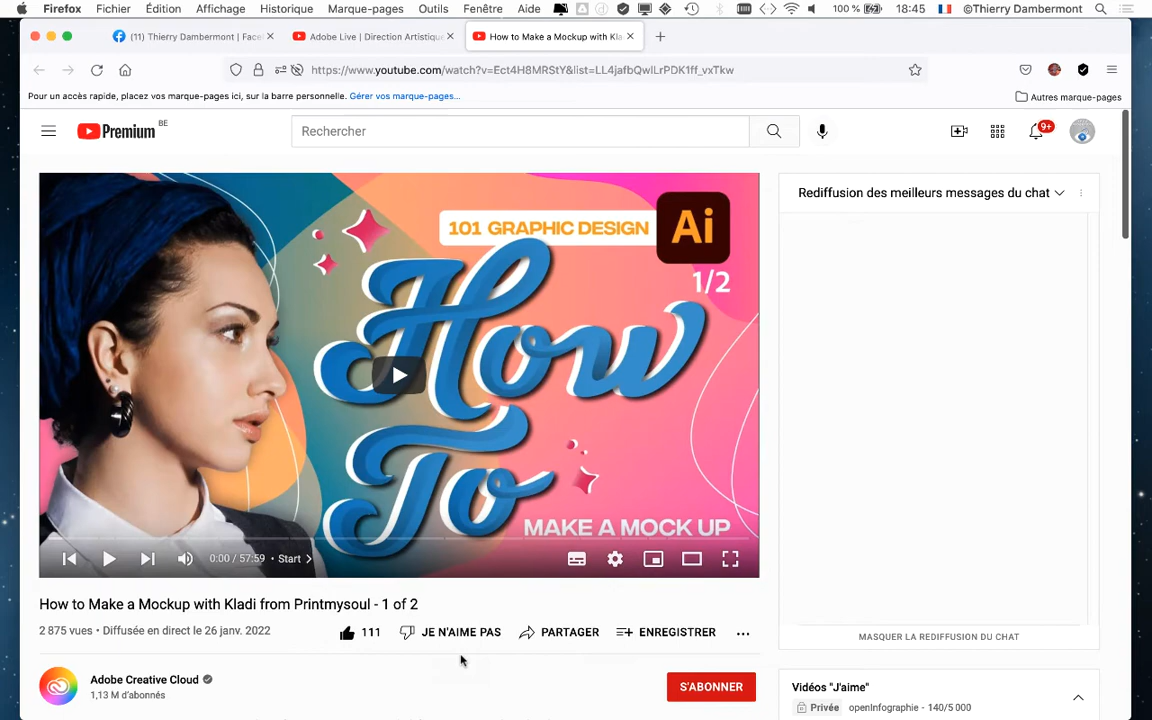 Firefox Fichier Édition Affichage Historique Marque-pages Outils Fenêtre Aide 100 % 18:45 ©Thierry Dambermont
(11) Thierry Dambermont | Face
Adobe Live | Direction Artistique
How to Make a Mockup with Kla
https://www.youtube.com/watch?v=Ect4H8MRStY&list=LL4jafbQwlLrPDK1ff_vxTkw
Pour un accès rapide, placez vos marque-pages ici, sur la barre personnelle. Gérer vos marque-pages...
Autres marque-pages
Premium BE
Rechercher
9+
101 GRAPHIC DESIGN
Ai
1/2
How
To
MAKE A MOCK UP
0:00 / 57:59 • Start
Rediffusion des meilleurs messages du chat
MASQUER LA REDIFFUSION DU CHAT
How to Make a Mockup with Kladi from Printmysoul - 1 of 2
2 875 vues • Diffusée en direct le 26 janv. 2022
111 JE N'AIME PAS PARTAGER ENREGISTRER
Adobe Creative Cloud
1,13 M d'abonnés
S'ABONNER
Vidéos "J'aime"
Privée openInfographie - 140/5 000